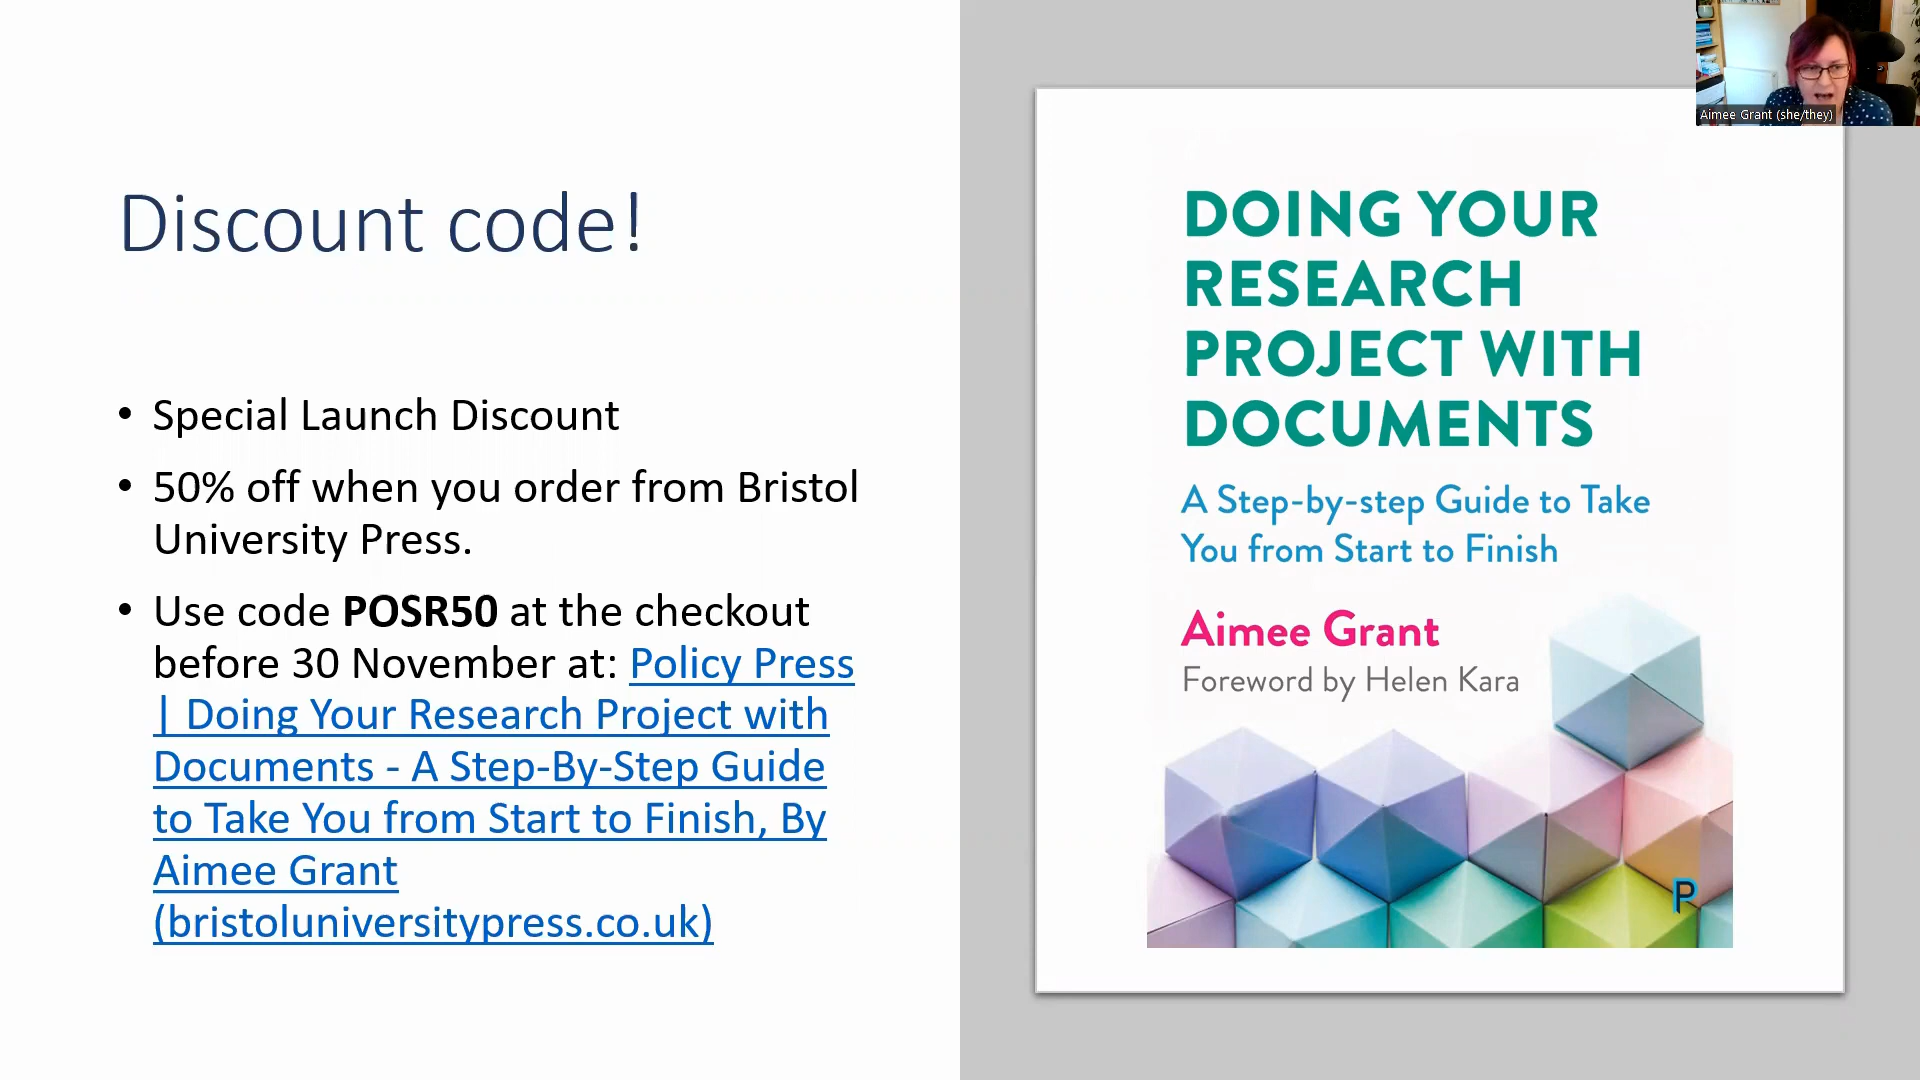 Discount code!
• Special Launch Discount
• 50% off when you order from Bristol
University Press.
• Use code POSR50 at the checkout
before 30 November at: Policy Press
| Doing Your Research Project with
Documents - A Step-By-Step Guide
to Take You from Start to Finish, By
Aimee Grant
(bristoluniversitypress.co.uk)
DOING YOUR
RESEARCH
PROJECT WITH
DOCUMENTS
A Step-by-step Guide to Take
You from Start to Finish
Aimee Grant
Foreword by Helen Kara
P
Aimee Grant (she/they)